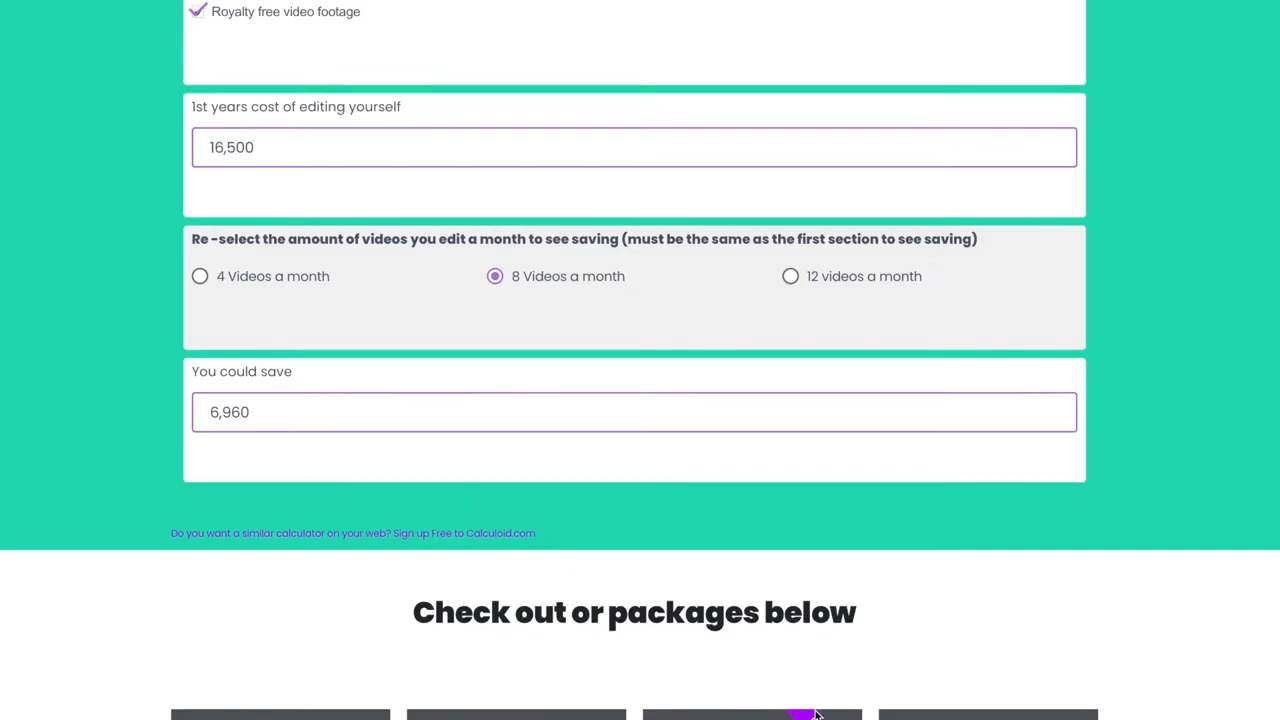 Royalty free video footage
1st years cost of editing yourself
16,500
Re -select the amount of videos you edit a month to see saving (must be the same as the first section to see saving)
4 Videos a month
8 Videos a month
12 videos a month
You could save
6,960
Do you want a similar calculator on your web? Sign up Free to Calculoid.com
Check out or packages below